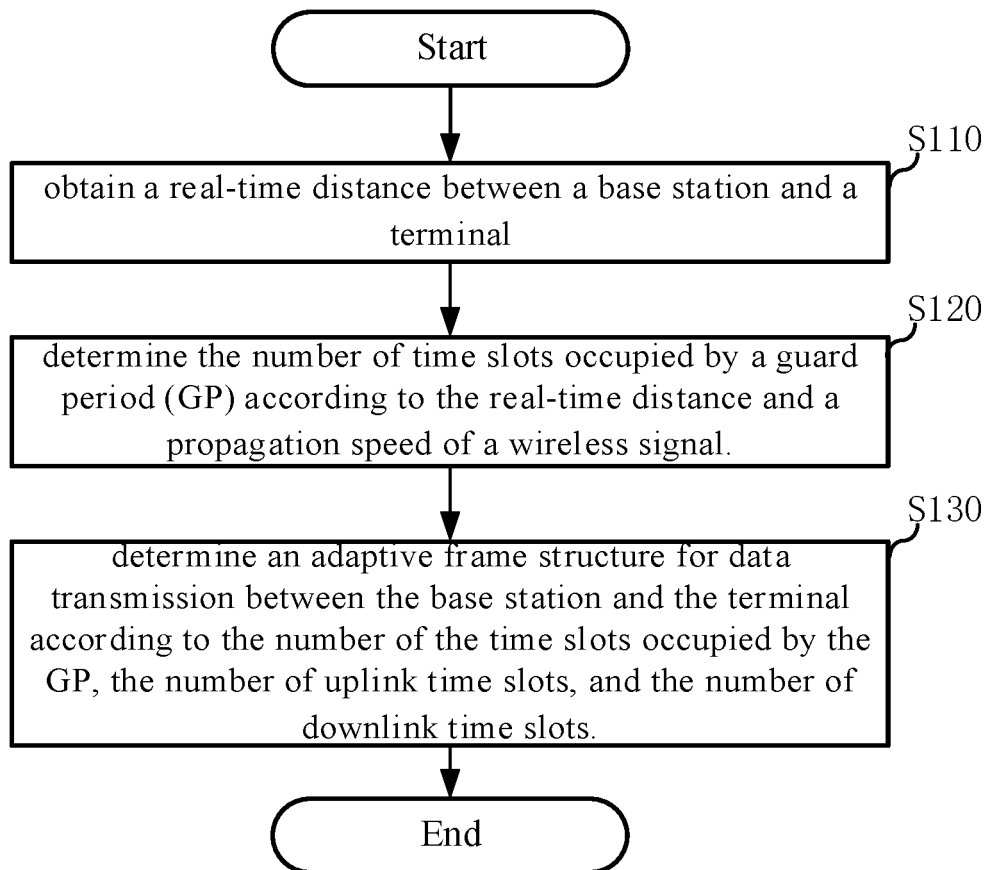 Start
S110
obtain a real-time distance between a base station and a
terminal
S120
determine the number of time slots occupied by a guard
period (GP) according to the real-time distance and a
propagation speed of a wireless signal.
S130
determine an adaptive frame structure for data
transmission between the base station and the terminal
according to the number of the time slots occupied by the
GP, the number of uplink time slots, and the number of
downlink time slots.
End